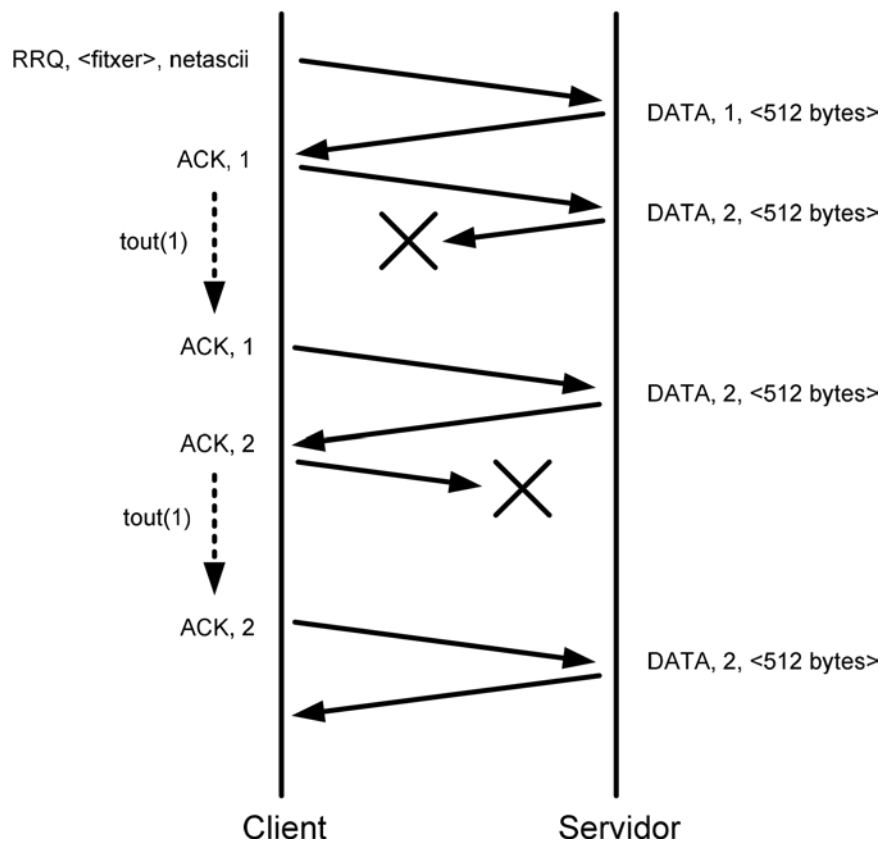 RRQ, <fitxer>, netascii
DATA, 1, <512 bytes>
ACK, 1
DATA, 2, <512 bytes>
tout(1)
ACK, 1
DATA, 2, <512 bytes>
ACK, 2
tout(1)
ACK, 2
DATA, 2, <512 bytes>
Client
Servidor